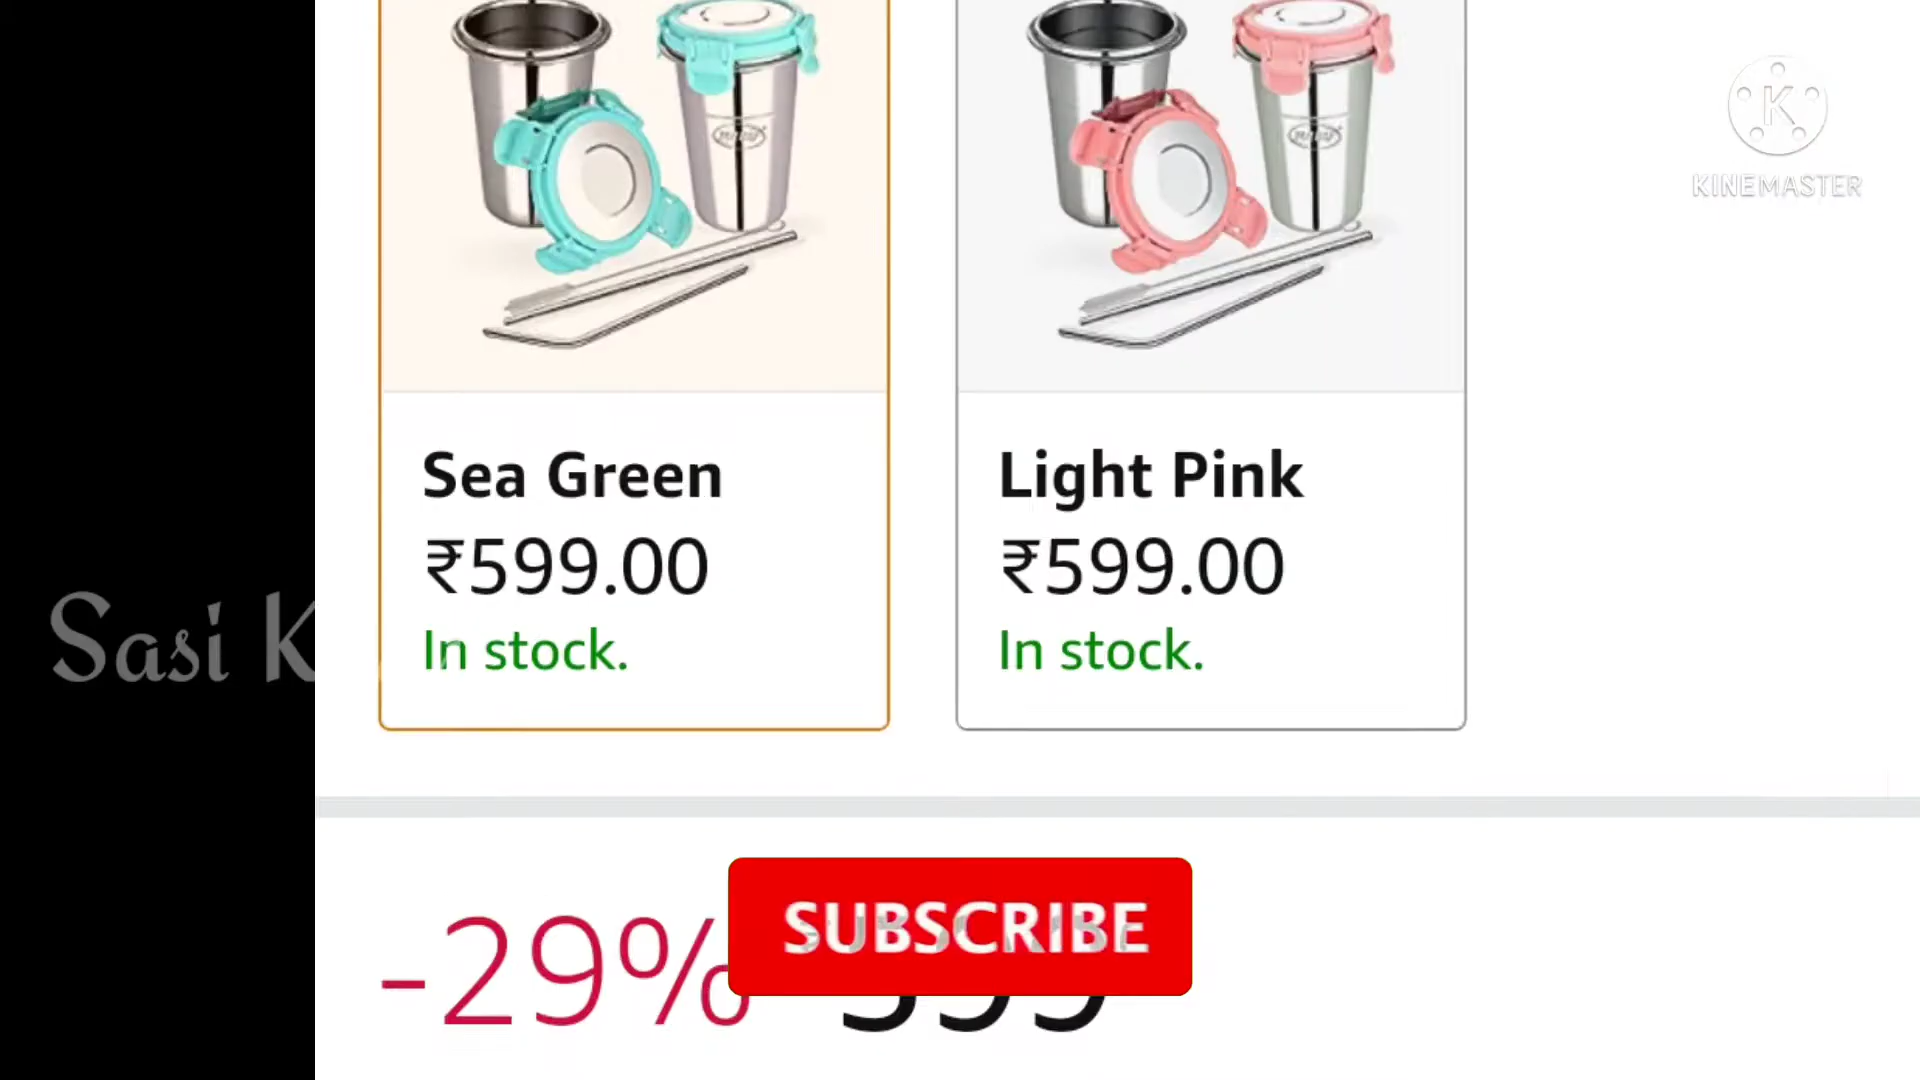 KINEMASTER
Sea Green
₹599.00
In stock.
Light Pink
₹599.00
In stock.
Sasi K
-29%
SUBSCRIBE